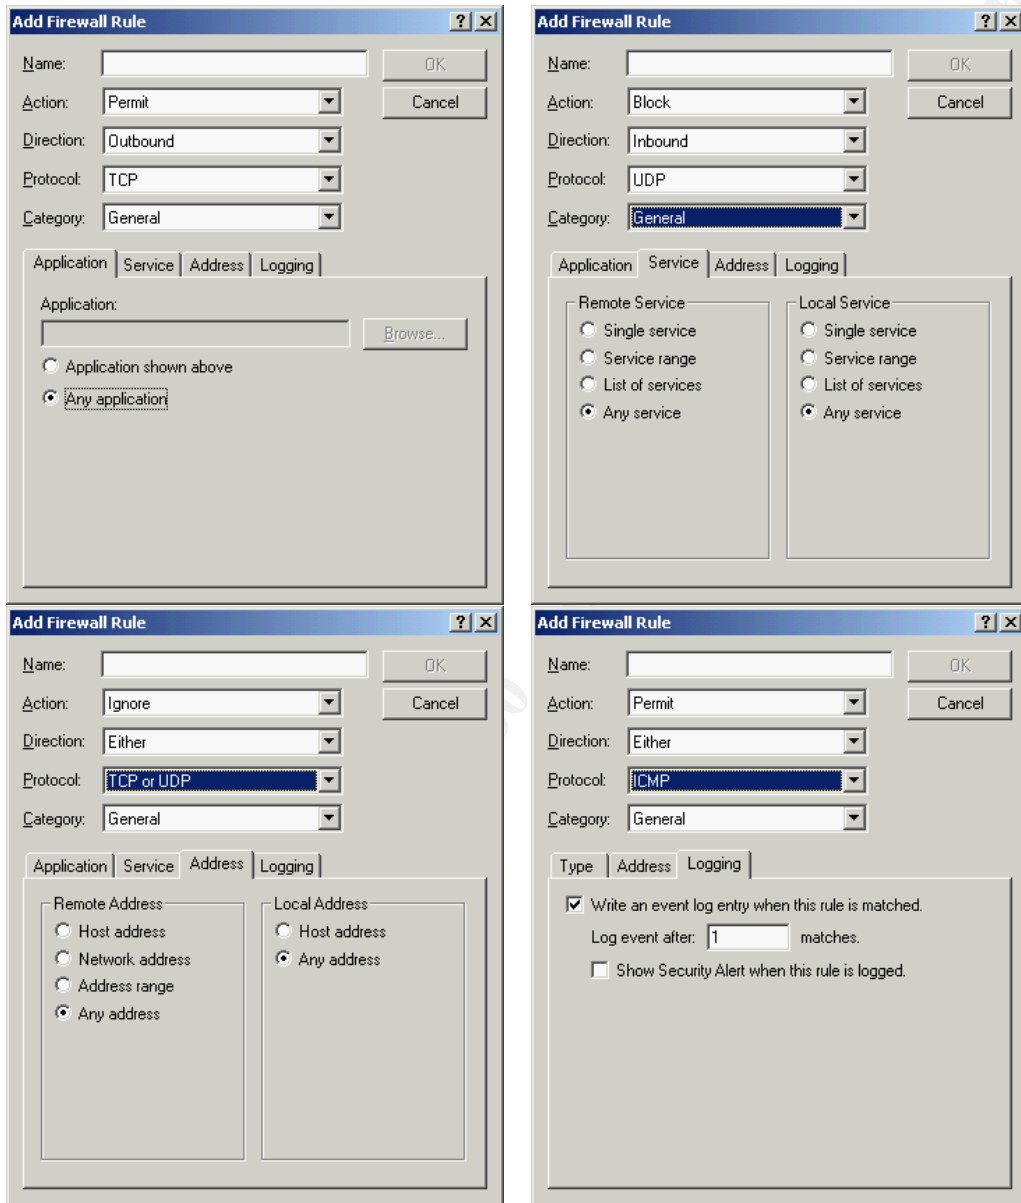 Add Firewall Rule ? X
Name: OK
Action: Permit Cancel
Direction: Outbound
Protocol: TCP
Category: General
Application Service Address Logging
Application:
Browse...
Application shown above
Any application
Add Firewall Rule ? X
Name: OK
Action: Block Cancel
Direction: Inbound
Protocol: UDP
Category: General
Application Service Address Logging
Remote Service Local Service
Single service Single service
Service range Service range
List of services List of services
Any service Any service
Add Firewall Rule ? X
Name: OK
Action: Ignore Cancel
Direction: Either
Protocol: TCP or UDP
Category: General
Application Service Address Logging
Remote Address Local Address
Host address Host address
Network address Any address
Address range
Any address
Add Firewall Rule ? X
Name: OK
Action: Permit Cancel
Direction: Either
Protocol: ICMP
Category: General
Type Address Logging
Write an event log entry when this rule is matched.
Log event after: 1 matches.
Show Security Alert when this rule is logged.